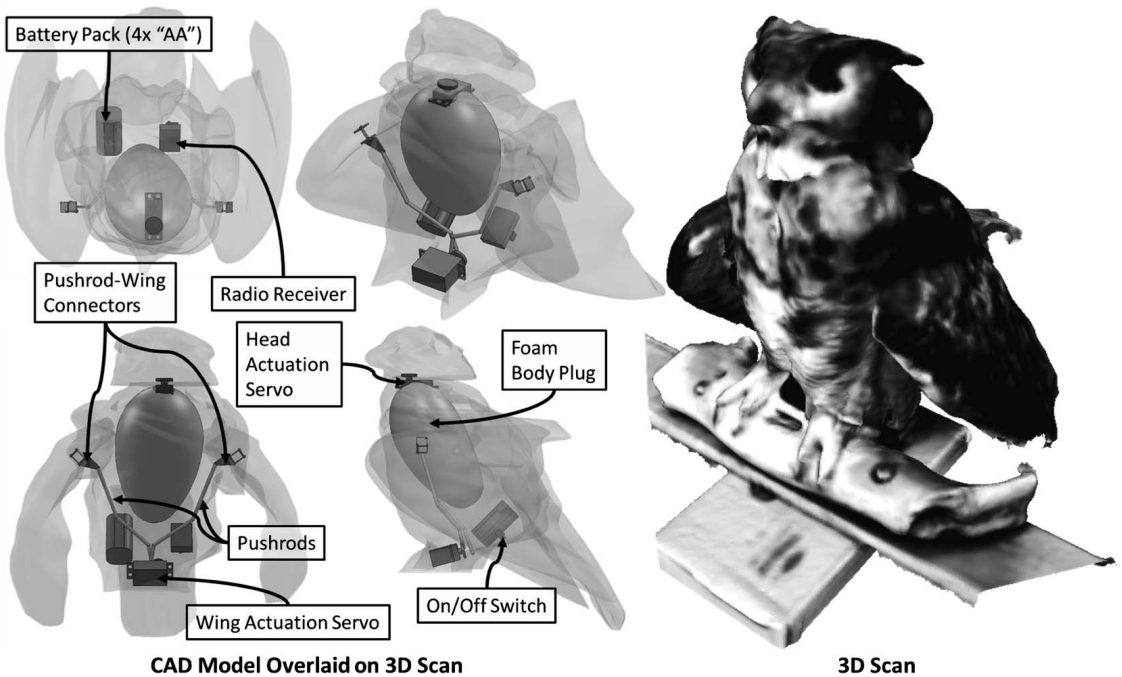 Battery Pack (4x “AA”)
Pushrod-Wing
Connectors
Radio Receiver
Head
Actuation
Servo
Foam
Body Plug
Pushrods
On/Off Switch
Wing Actuation Servo
CAD Model Overlaid on 3D Scan
3D Scan